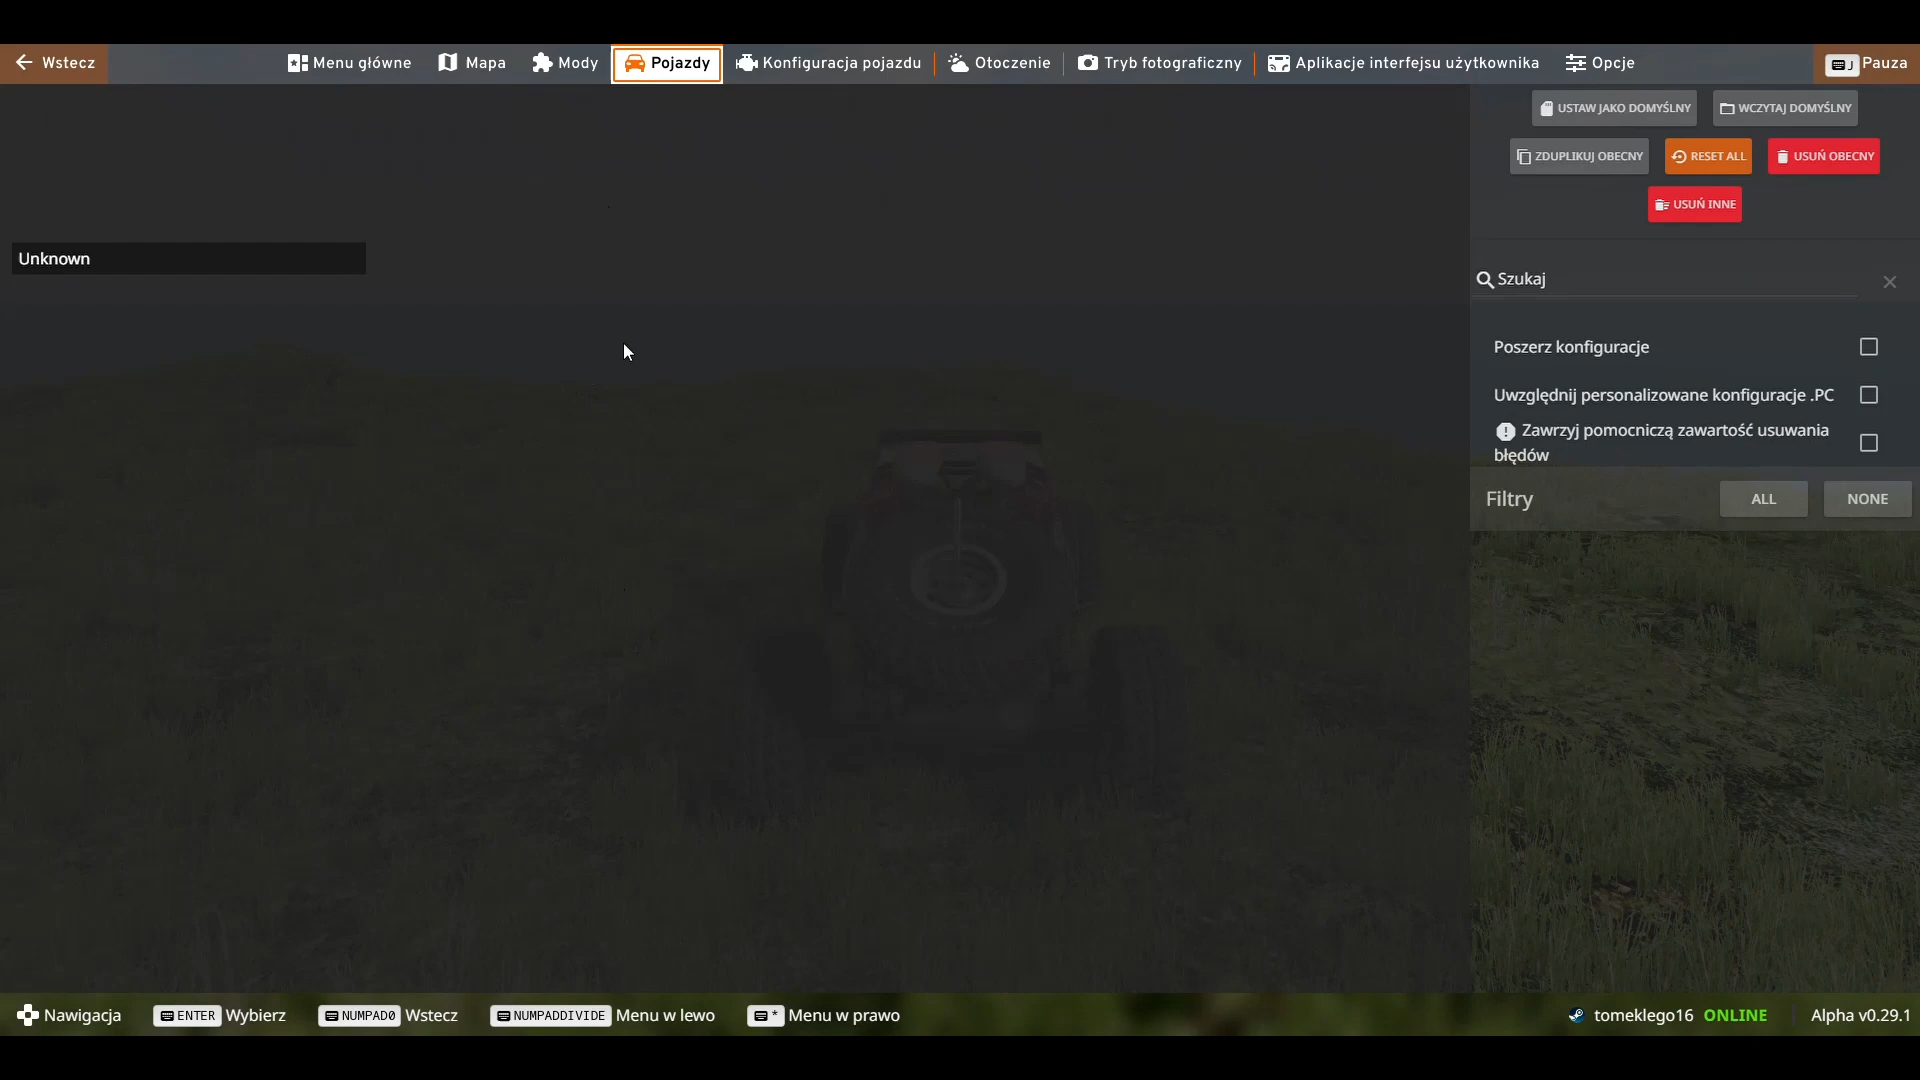 Wstecz
Menu główne
Mapa
Mody
Pojazdy
Konfiguracja pojazdu
Otoczenie
Tryb fotograficzny
Aplikacje interfejsu użytkownika
Opcje
J Pauza
USTAW JAKO DOMYŚLNY
WCZYTAJ DOMYŚLNY
ZDUPLIKUJ OBECNY
RESET ALL
USUŃ OBECNY
USUŃ INNE
Unknown
Szukaj
Poszerz konfiguracje
Uwzględnij personalizowane konfiguracje .PC
Zawrzyj pomocniczą zawartość usuwania
błędów
Filtry
ALL
NONE
Nawigacja
ENTER Wybierz
NUMPAD0 Wstecz
NUMPADDIVIDE Menu w lewo
* Menu w prawo
tomeklego16 ONLINE
Alpha v0.29.1